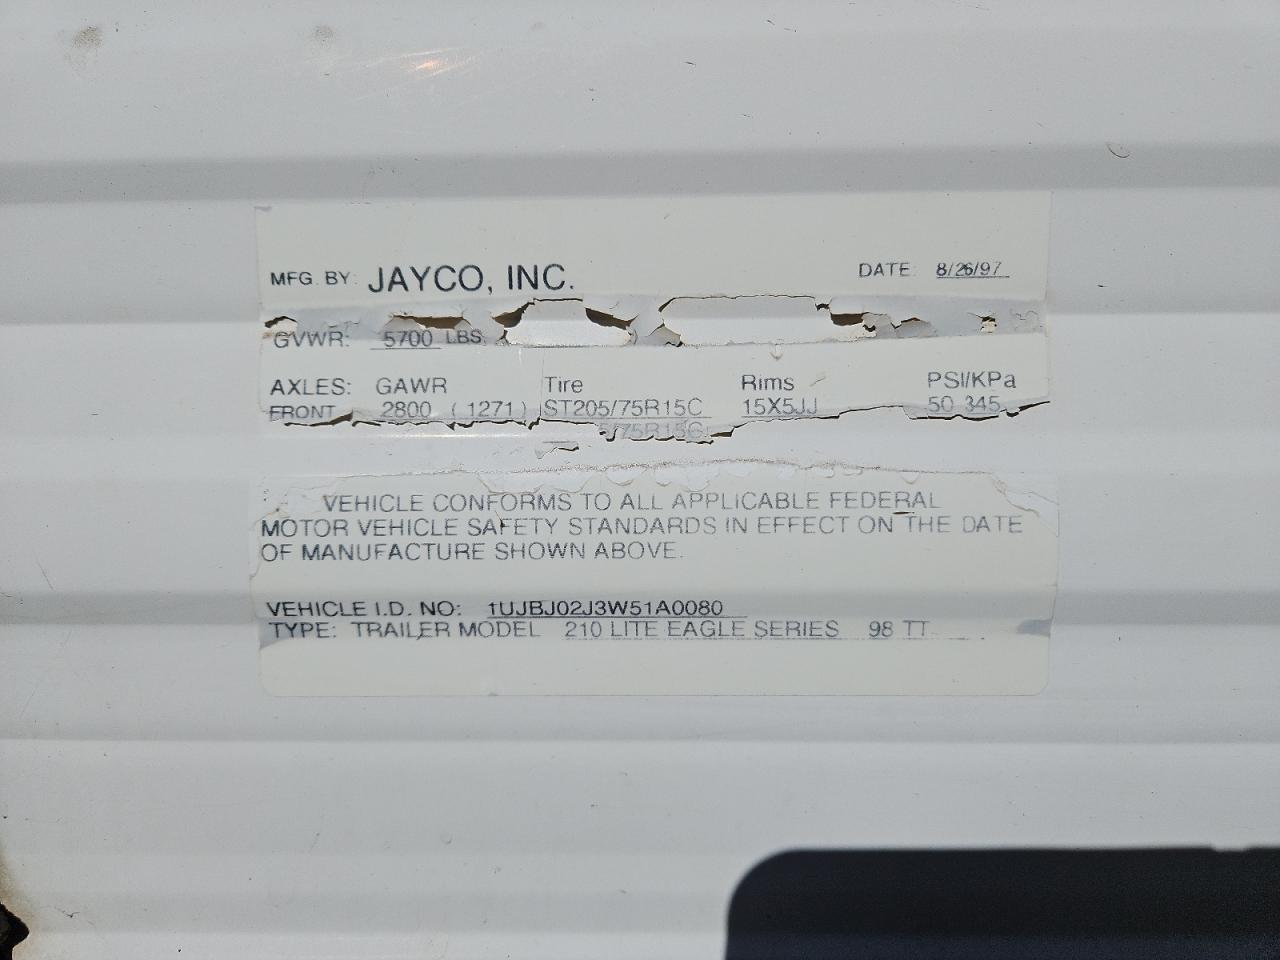 MFG. BY: JAYCO, INC. DATE: 8/26/97
GVWR: 5700 LBS
AXLES: GAWR Tire Rims PSI/KPa
FRONT 2800 (1271) ST205/75R15C 15X5JJ 50 345
5/75R15C
VEHICLE CONFORMS TO ALL APPLICABLE FEDERAL
MOTOR VEHICLE SAFETY STANDARDS IN EFFECT ON THE DATE
OF MANUFACTURE SHOWN ABOVE.
VEHICLE I.D. NO: 1UJBJ02J3W51A0080
TYPE: TRAILER MODEL 210 LITE EAGLE SERIES 98 TT